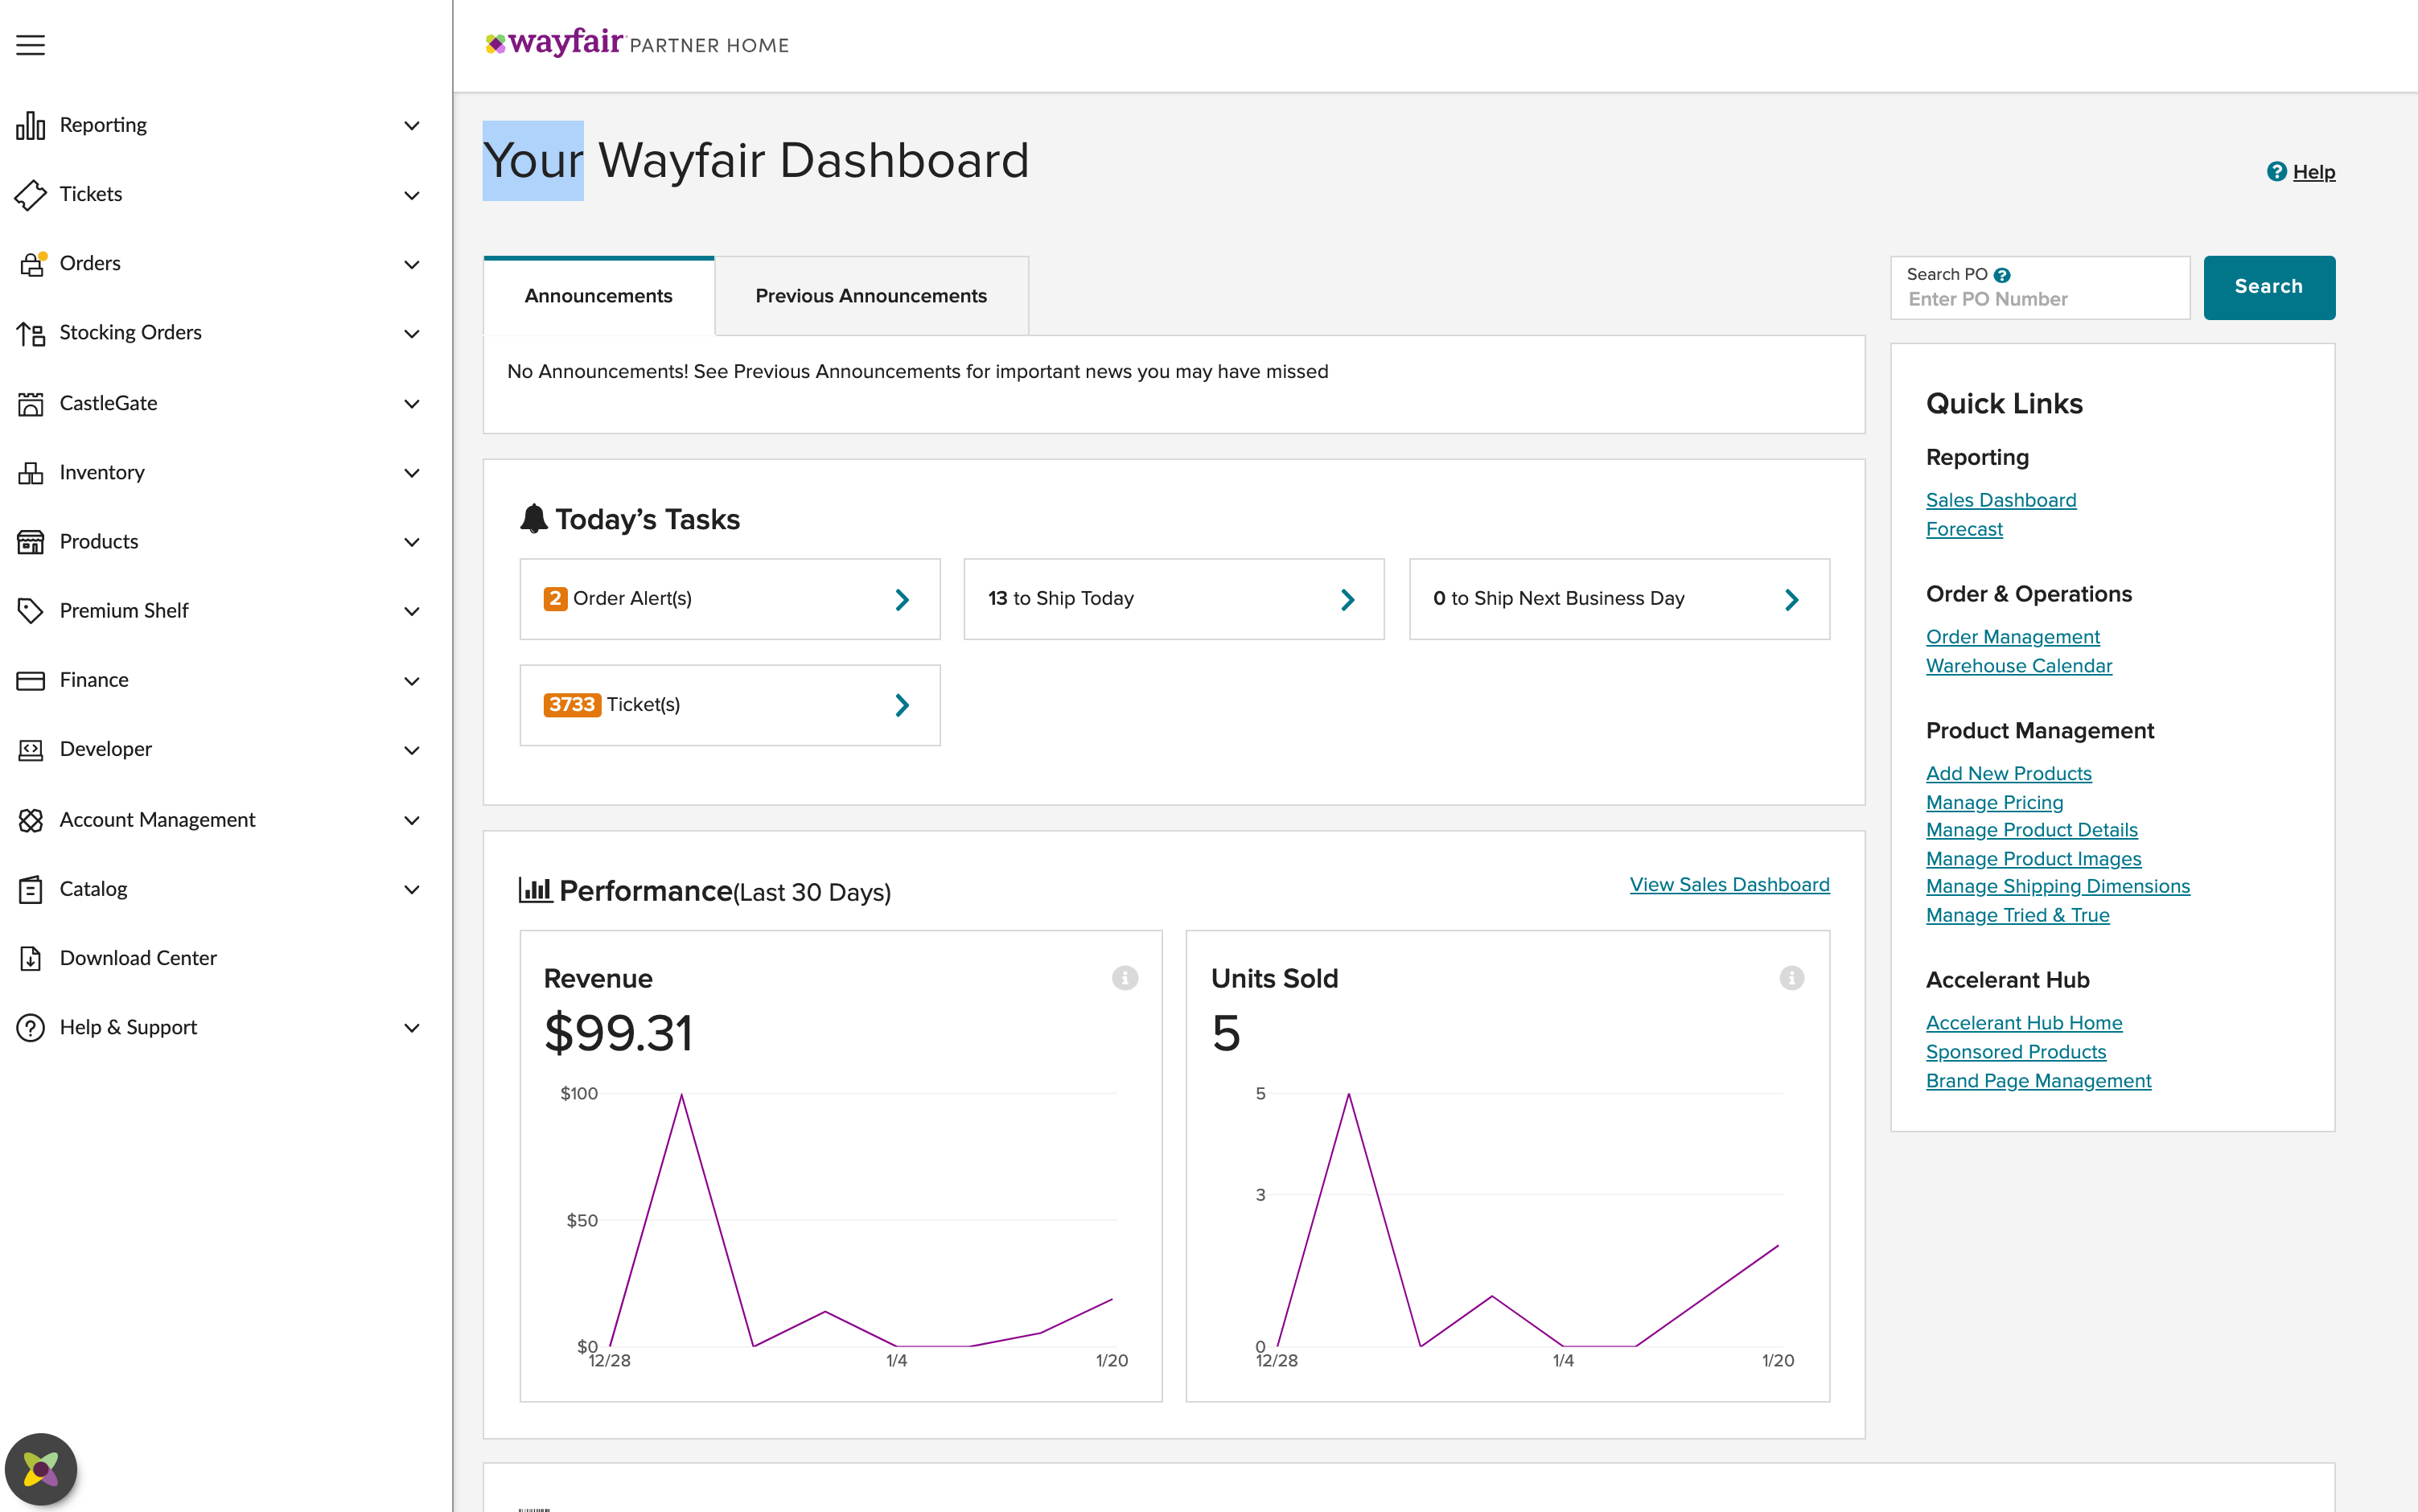 wayfair PARTNER HOME
Reporting
Tickets
Orders
Stocking Orders
CastleGate
Inventory
Products
Premium Shelf
Finance
Developer
Account Management
Catalog
Download Center
Help & Support
Your Wayfair Dashboard
Help
Announcements
Previous Announcements
No Announcements! See Previous Announcements for important news you may have missed
Today’s Tasks
2 Order Alert(s)
13 to Ship Today
0 to Ship Next Business Day
3733 Ticket(s)
Performance(Last 30 Days)
View Sales Dashboard
Revenue
$99.31
$100
$50
$0
12/28
1/4
1/20
Units Sold
5
5
3
0
12/28
1/4
1/20
Search PO
Enter PO Number
Search
Quick Links
Reporting
Sales Dashboard
Forecast
Order & Operations
Order Management
Warehouse Calendar
Product Management
Add New Products
Manage Pricing
Manage Product Details
Manage Product Images
Manage Shipping Dimensions
Manage Tried & True
Accelerant Hub
Accelerant Hub Home
Sponsored Products
Brand Page Management